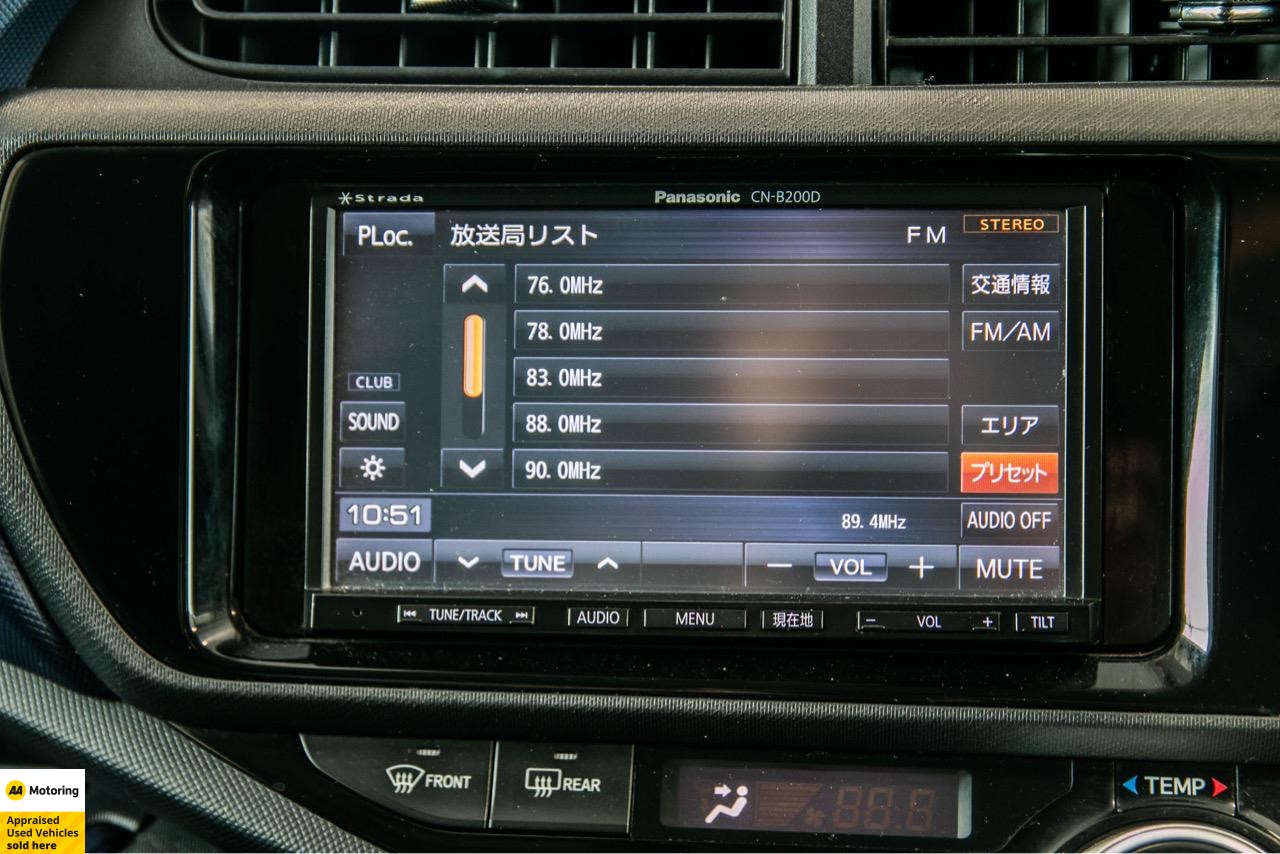 Strada
Panasonic CN-B200D
PLoc. 放送局リスト FM STEREO
76.0MHz 交通情報
78.0MHz FM/AM
83.0MHz
CLUB
SOUND 88.0MHz エリア
90.0MHz プリセット
10:51 89.4MHz AUDIO OFF
AUDIO TUNE — VOL + MUTE
TUNE/TRACK AUDIO MENU 現在地 − VOL + TILT
FRONT REAR TEMP
88.8
AA Motoring
Appraised
Used Vehicles
sold here